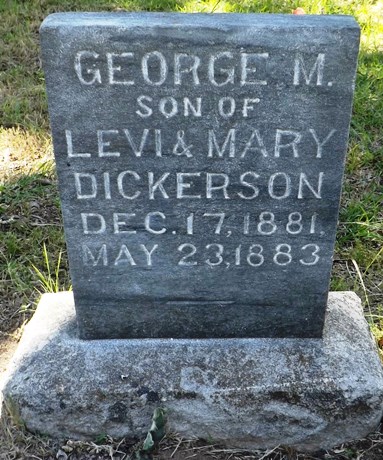 GEORGE M.
SON OF
LEVI & MARY
DICKERSON
DEC. 17, 1881.
MAY 23, 1883